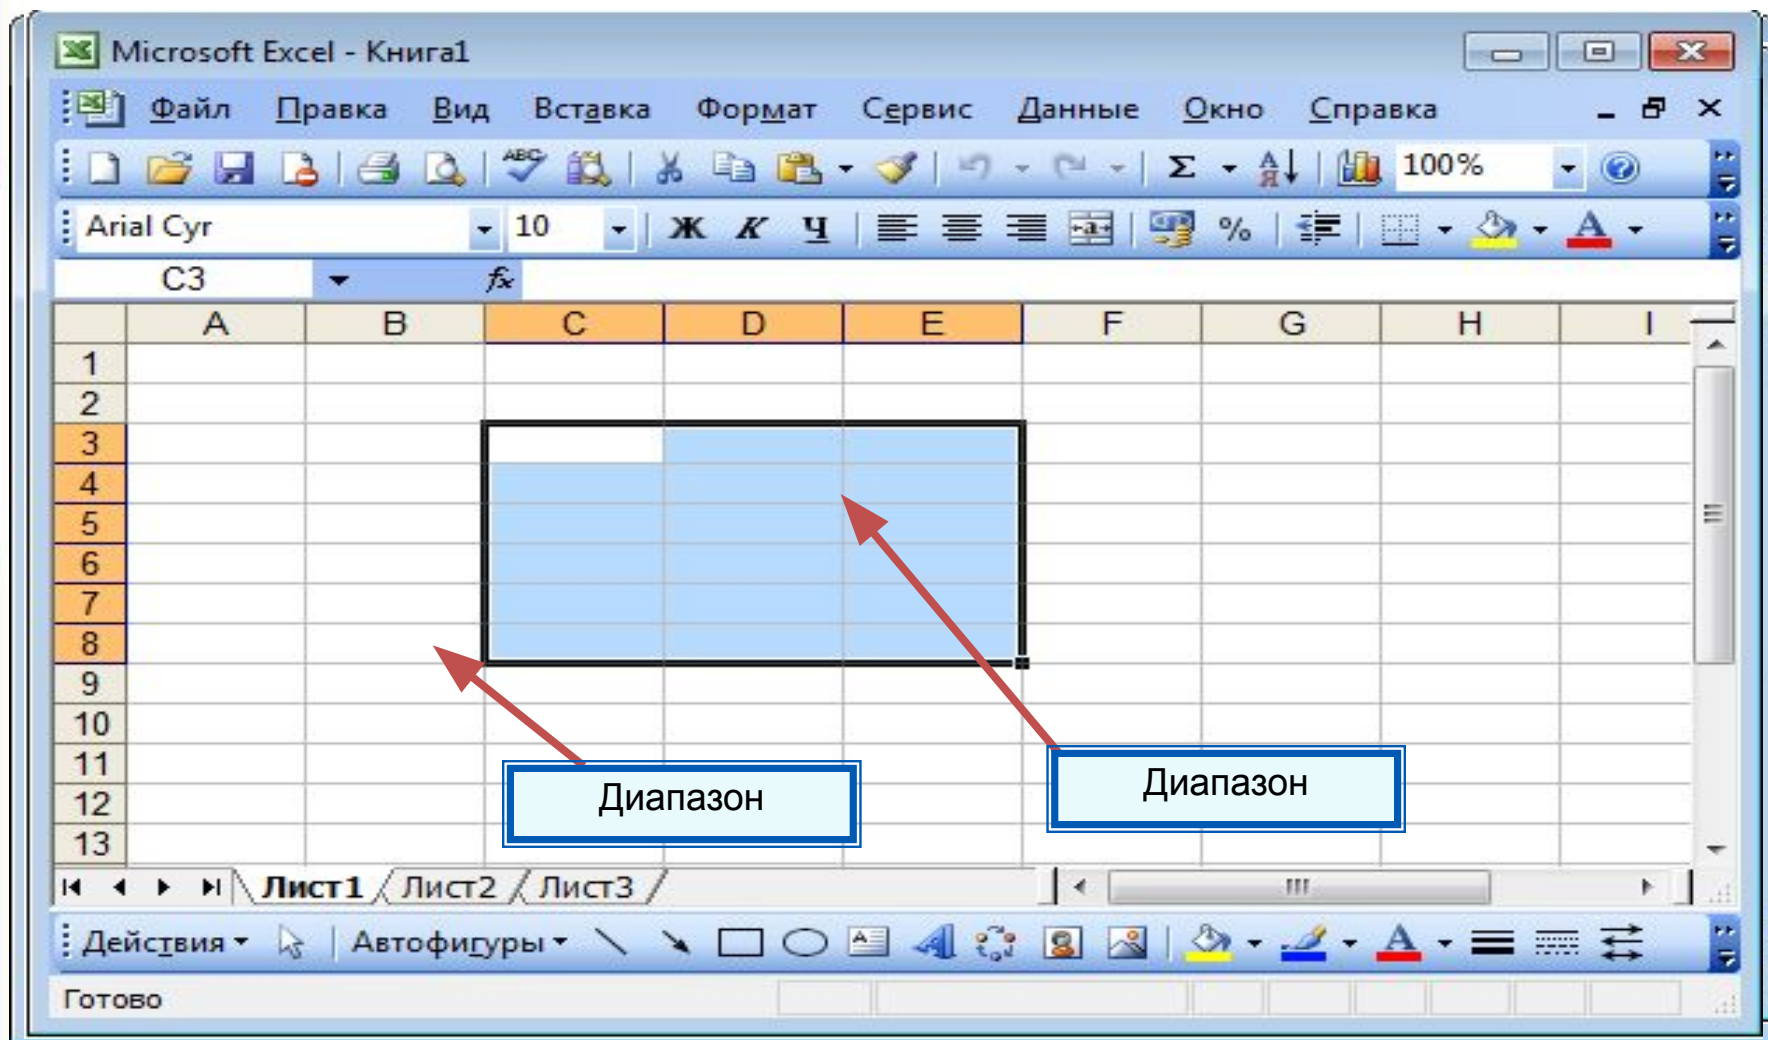 Microsoft Excel - Книга1
Файл Правка Вид Вставка Формат Сервис Данные Окно Справка
ABC Σ А Я 100% ?
Arial Cyr 10 Ж К Ч a % А
C3 fx
A B C D E F G H I
1
2
3
4
5
6
7
8
9
10
11
12
13
Диапазон
Диапазон
Лист1 Лист2 Лист3
Действия Автофигуры A A A
Готово